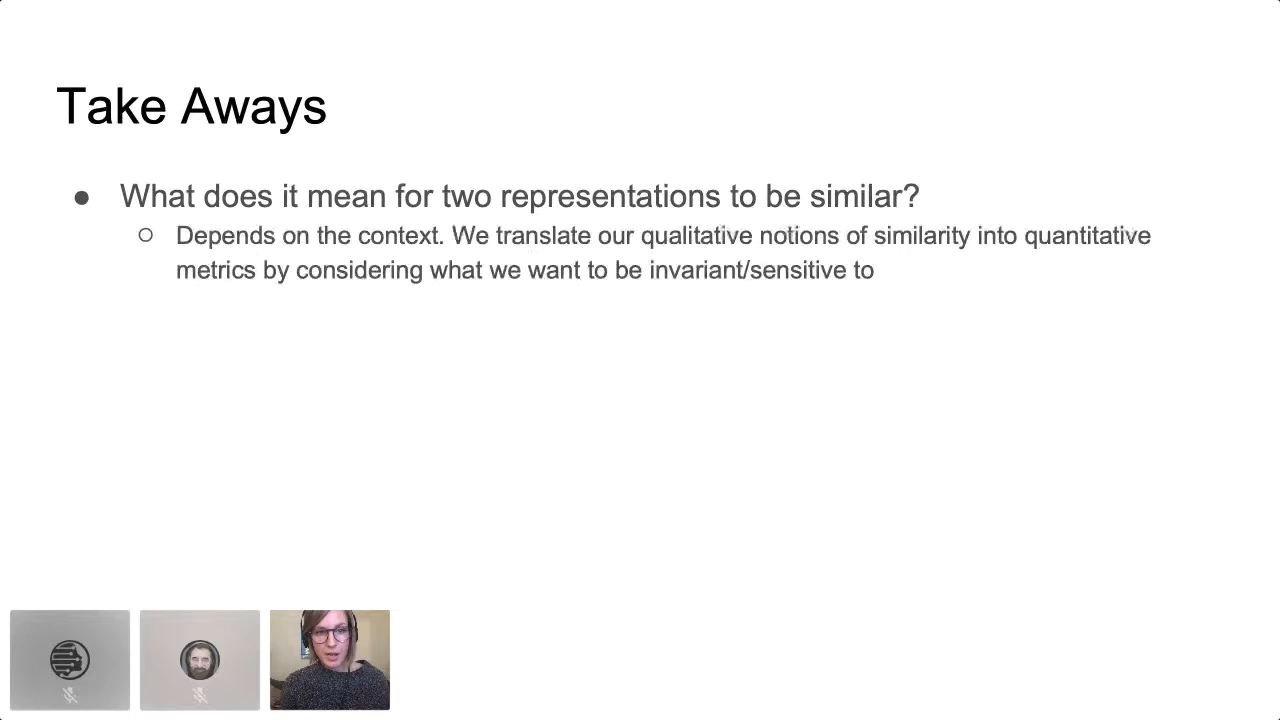 Take Aways
● What does it mean for two representations to be similar?
○ Depends on the context. We translate our qualitative notions of similarity into quantitative
metrics by considering what we want to be invariant/sensitive to